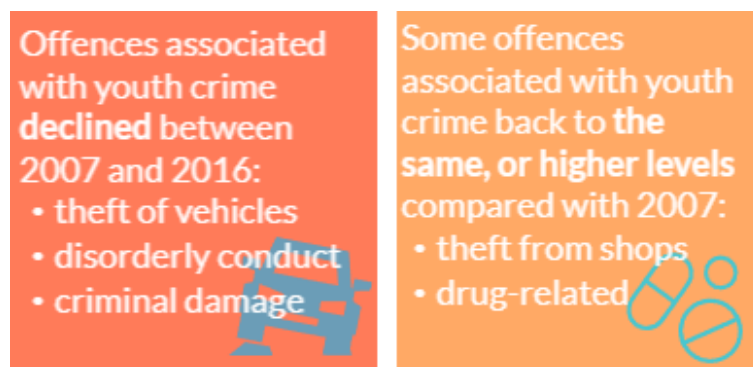 Offences associated
with youth crime
declined between
2007 and 2016:
• theft of vehicles
• disorderly conduct
• criminal damage
Some offences
associated with youth
crime back to the
same, or higher levels
compared with 2007:
• theft from shops
• drug-related